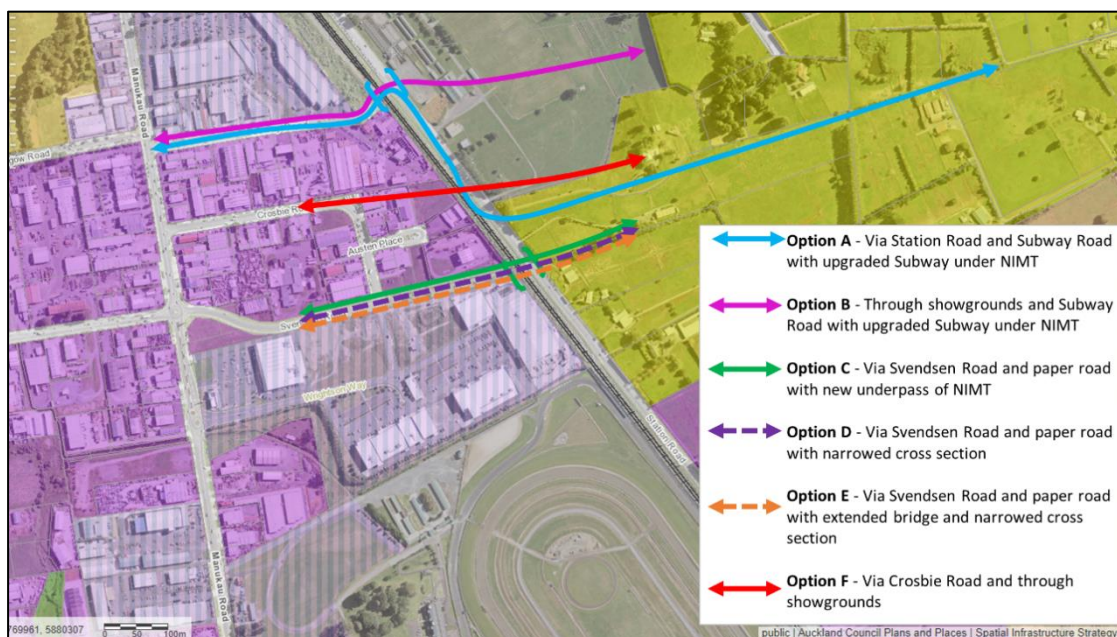 Manukau Road
gow Road
Crosbie R
Austen Place
Sve
Wrightson Way
Station Road
Manukau Road
Option A - Via Station Road and Subway Road
with upgraded Subway under NIMT
Option B - Through showgrounds and Subway
Road with upgraded Subway under NIMT
Option C - Via Svendsen Road and paper road
with new underpass of NIMT
Option D - Via Svendsen Road and paper road
with narrowed cross section
Option E - Via Svendsen Road and paper road
with extended bridge and narrowed cross
section
Option F - Via Crosbie Road and through
showgrounds
769961, 5880307
0 50 100m
public | Auckland Council Plans and Places | Spatial Infrastructure Strategy